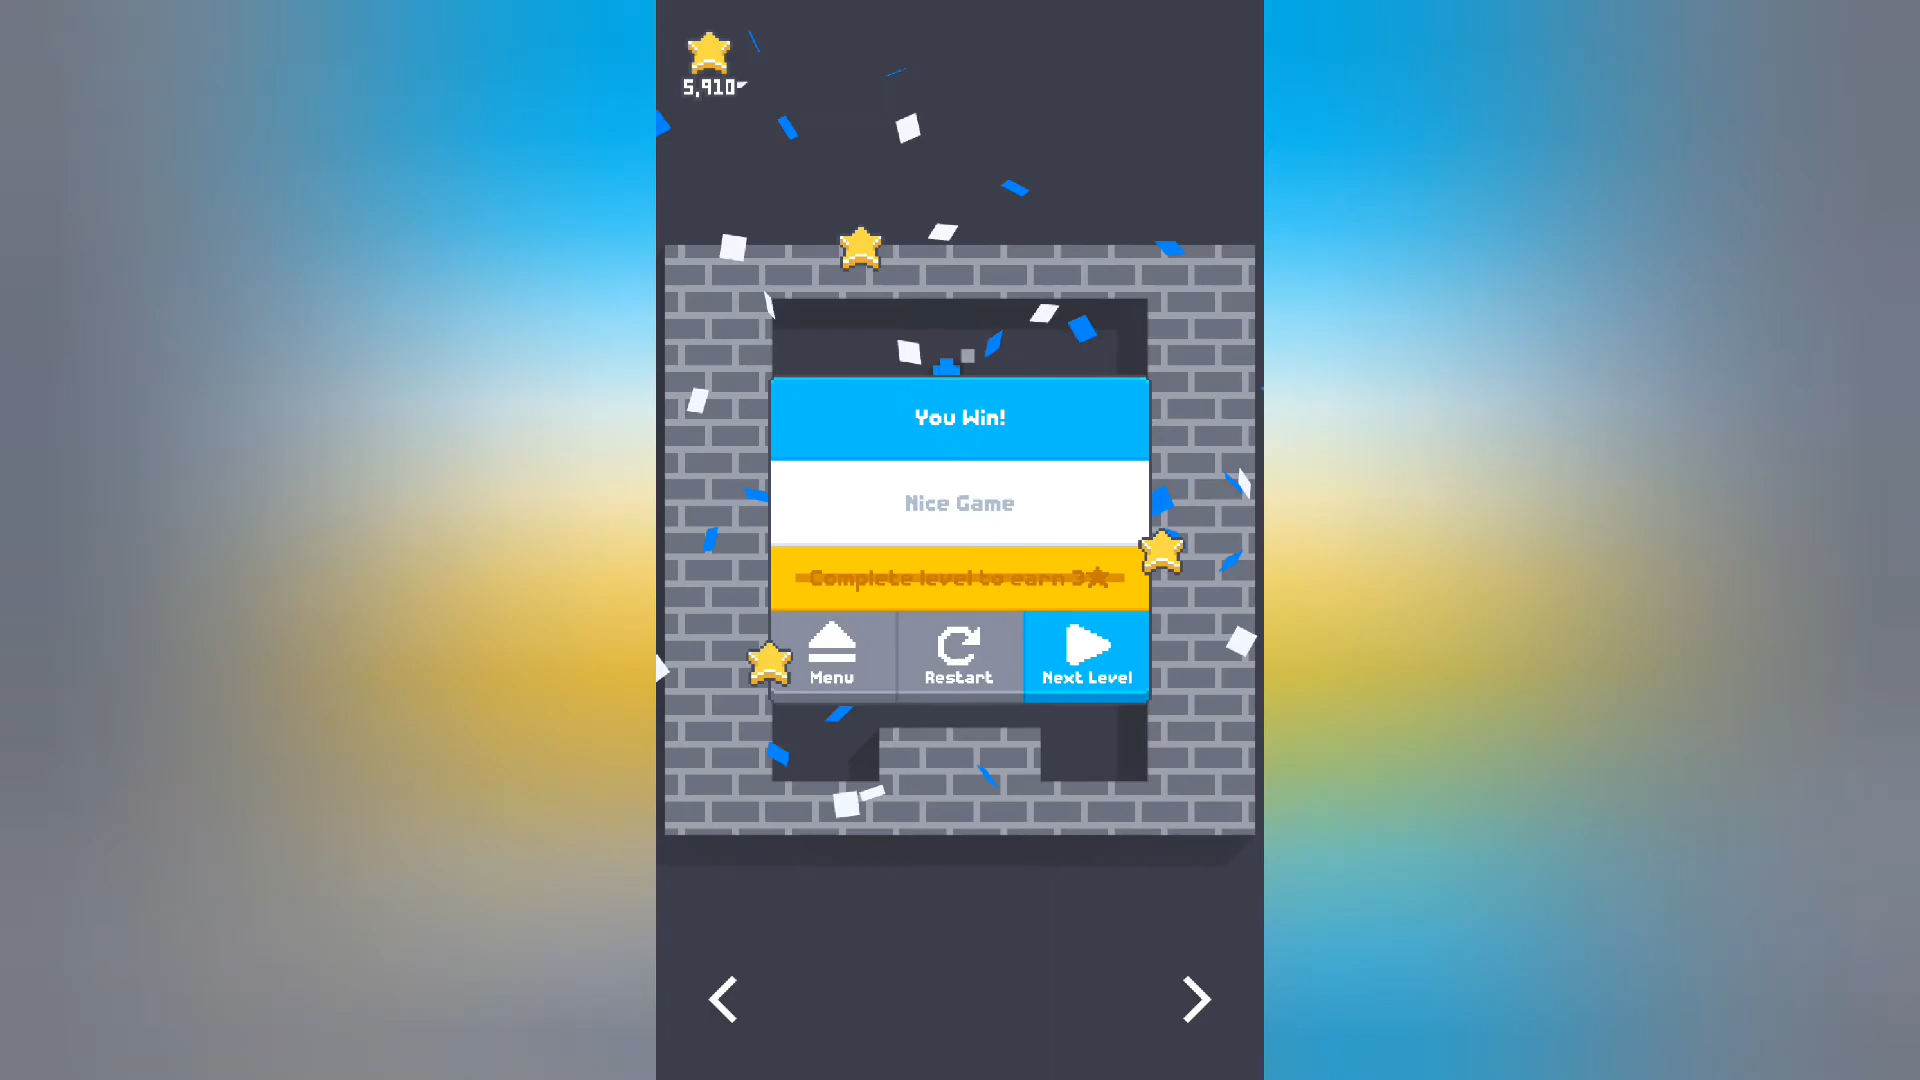 5,910
You Win!
Nice Game
Complete level to earn 3
Menu
Restart
Next Level